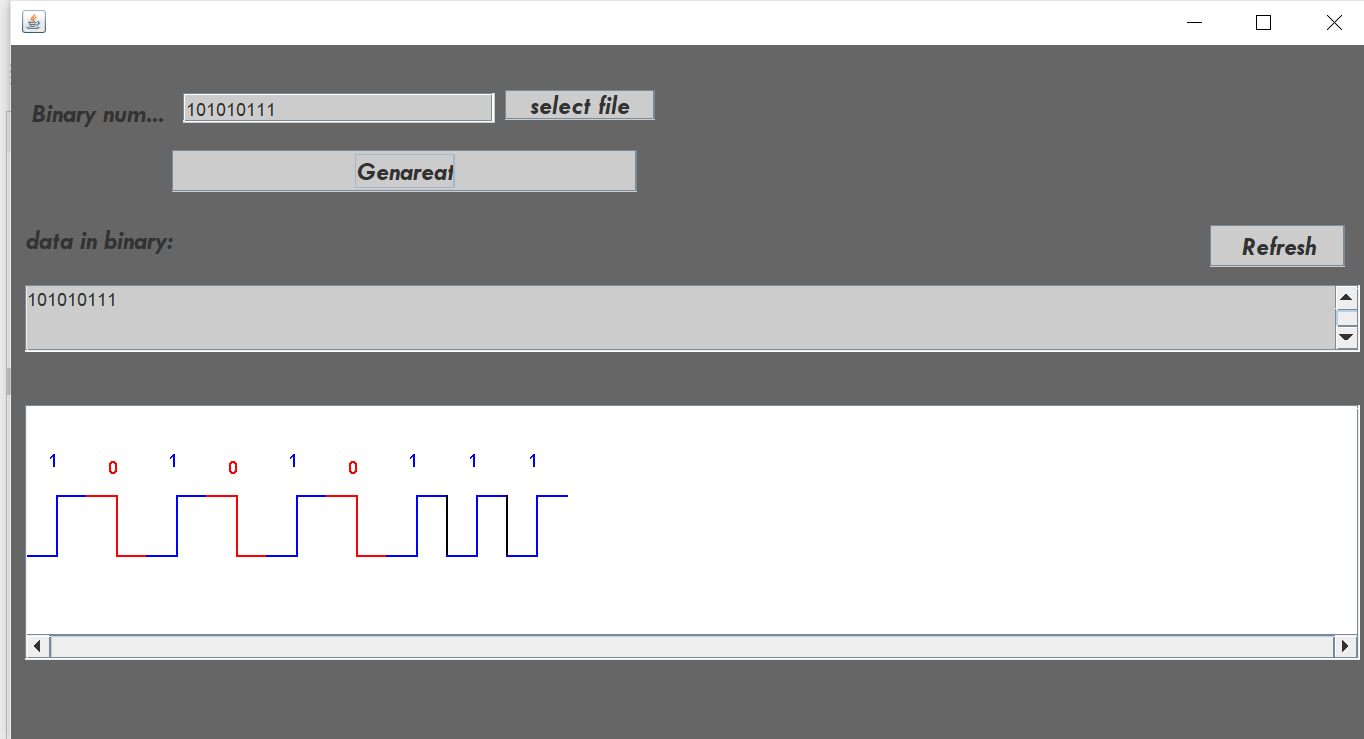 Binary num...
101010111
select file
Genareat
data in binary:
Refresh
101010111
1 0 1 0 1 0 1 1 1